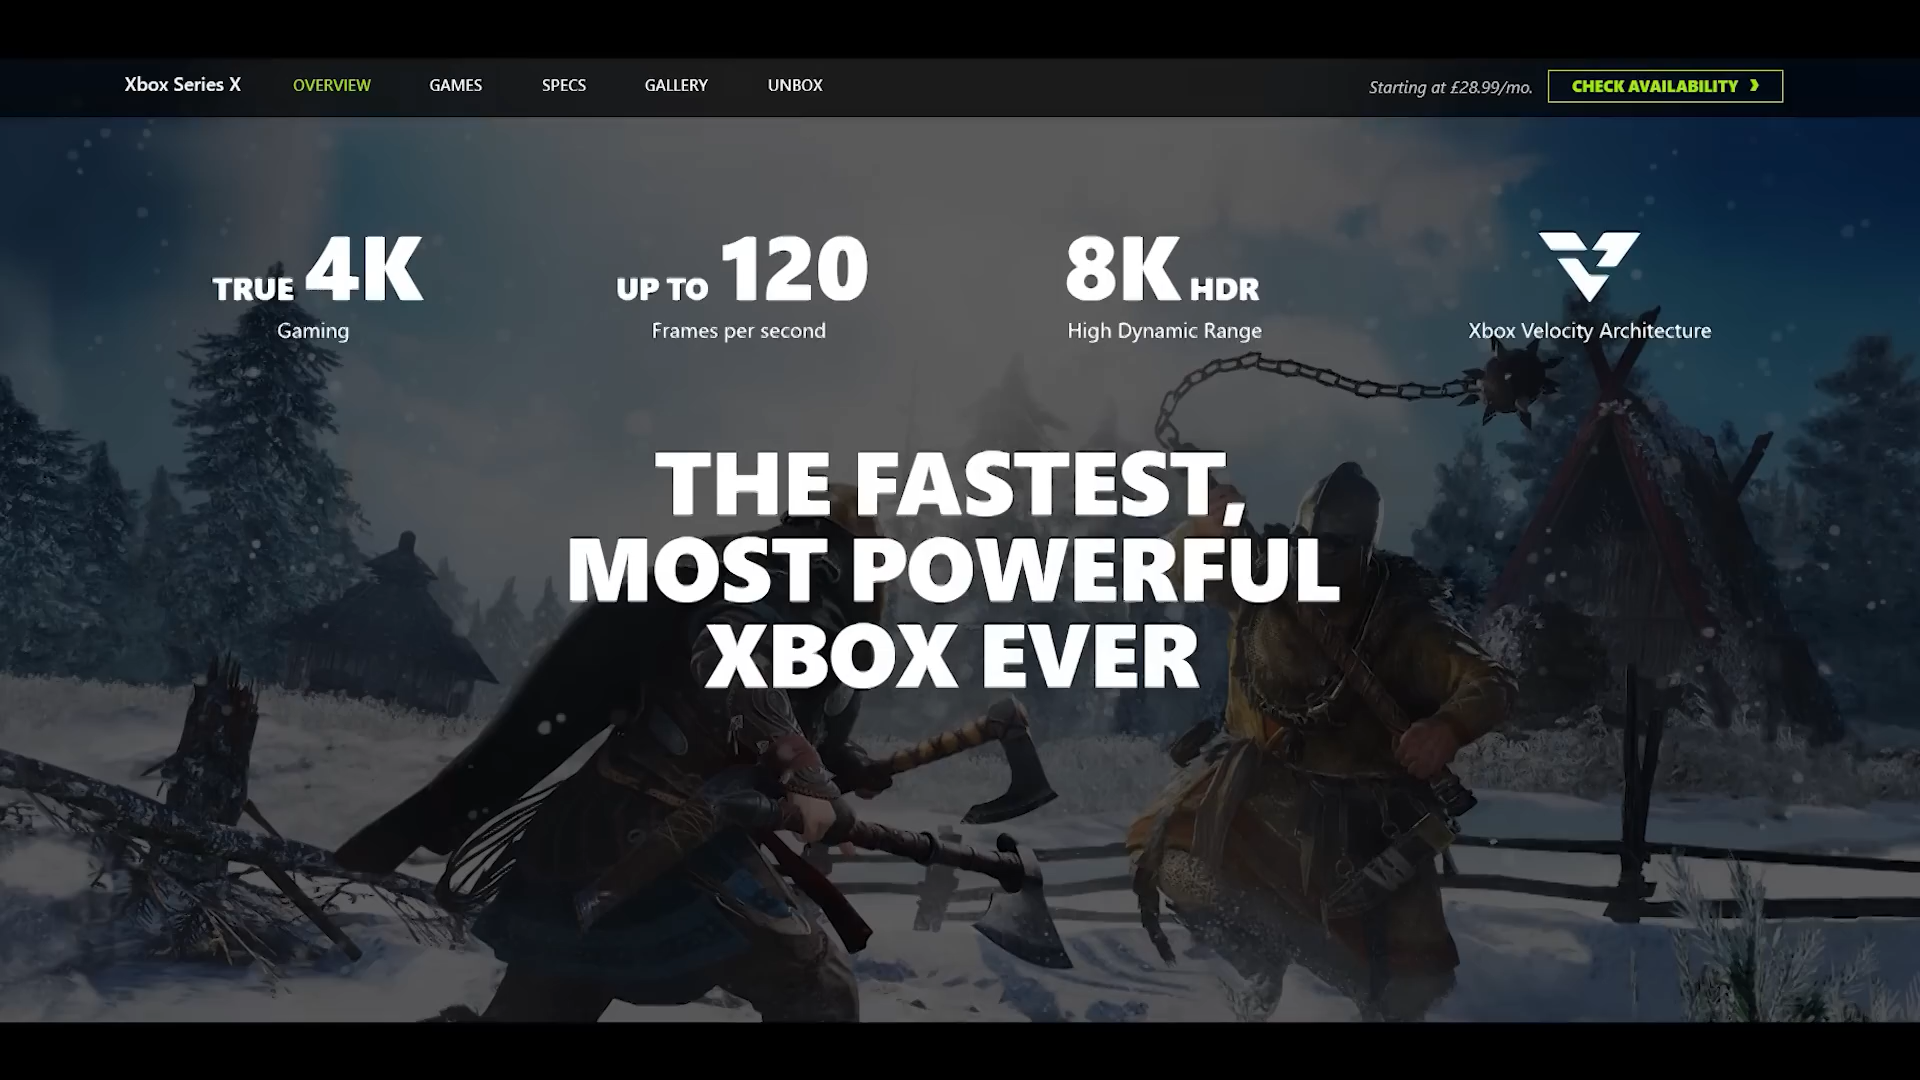 Xbox Series X OVERVIEW GAMES SPECS GALLERY UNBOX Starting at £28.99/mo. CHECK AVAILABILITY ❯
TRUE 4K
Gaming
UP TO 120
Frames per second
8K HDR
High Dynamic Range
Xbox Velocity Architecture
THE FASTEST,
MOST POWERFUL
XBOX EVER